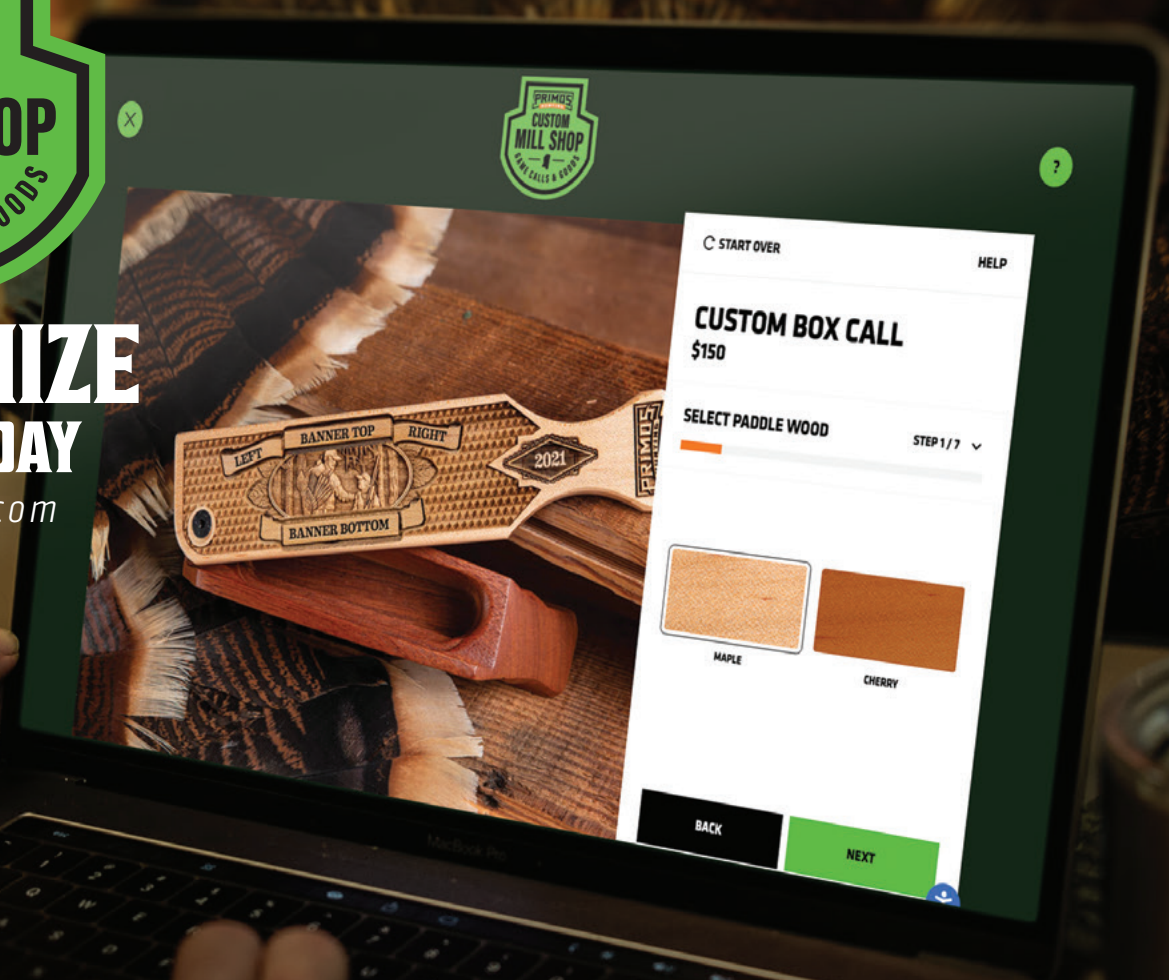 OP
OODS
MIZE
DAY
.com
X
PRIMOS
CUSTOM
MILL SHOP
GAME CALLS & GOODS
?
START OVER
HELP
CUSTOM BOX CALL
$150
SELECT PADDLE WOOD
STEP 1 / 7
BANNER TOP
LEFT
RIGHT
2021
PRIMOS
BANNER BOTTOM
MAPLE
CHERRY
BACK
NEXT
MacBook Pro